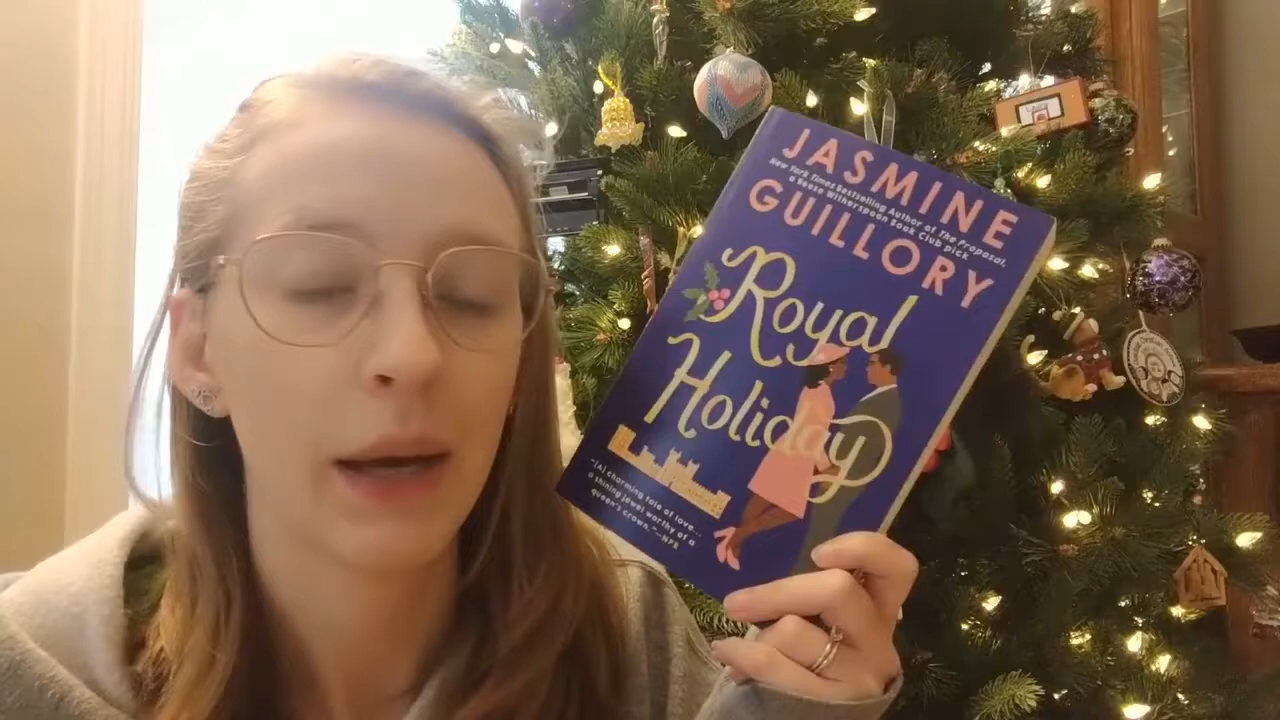 JASMINE
New York Times Bestselling Author of The Proposal,
a Reese Witherspoon Book Club pick
GUILLORY
Royal
Holiday
"[A] charming tale of love...
a shining jewel worthy of a
queen's crown."—NPR